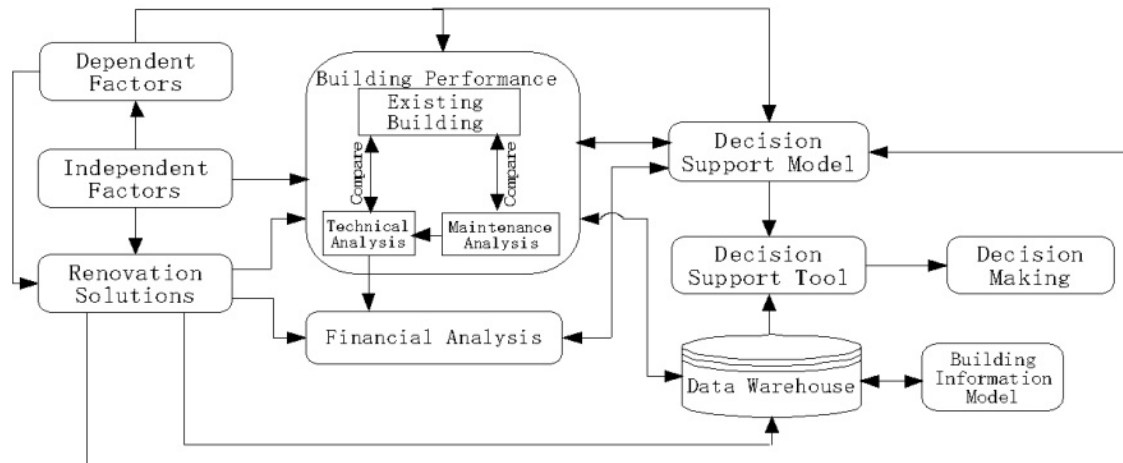 Dependent
Factors
Independent
Factors
Renovation
Solutions
Building Performance
Existing
Building
Compare
Compare
Technical
Analysis
Maintenance
Analysis
Financial Analysis
Decision
Support Model
Decision
Support Tool
Decision
Making
Data Warehouse
Building
Information
Model